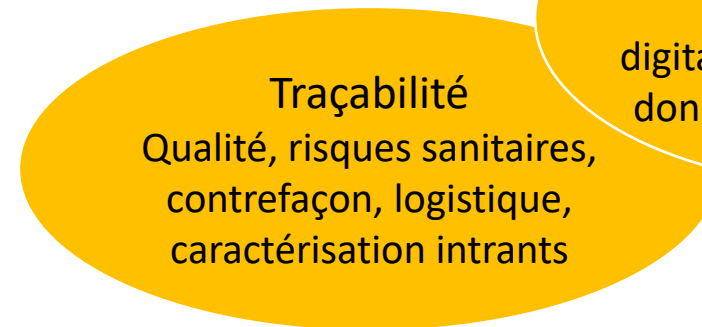 Traçabilité
Qualité, risques sanitaires,
contrefaçon, logistique,
caractérisation intrants